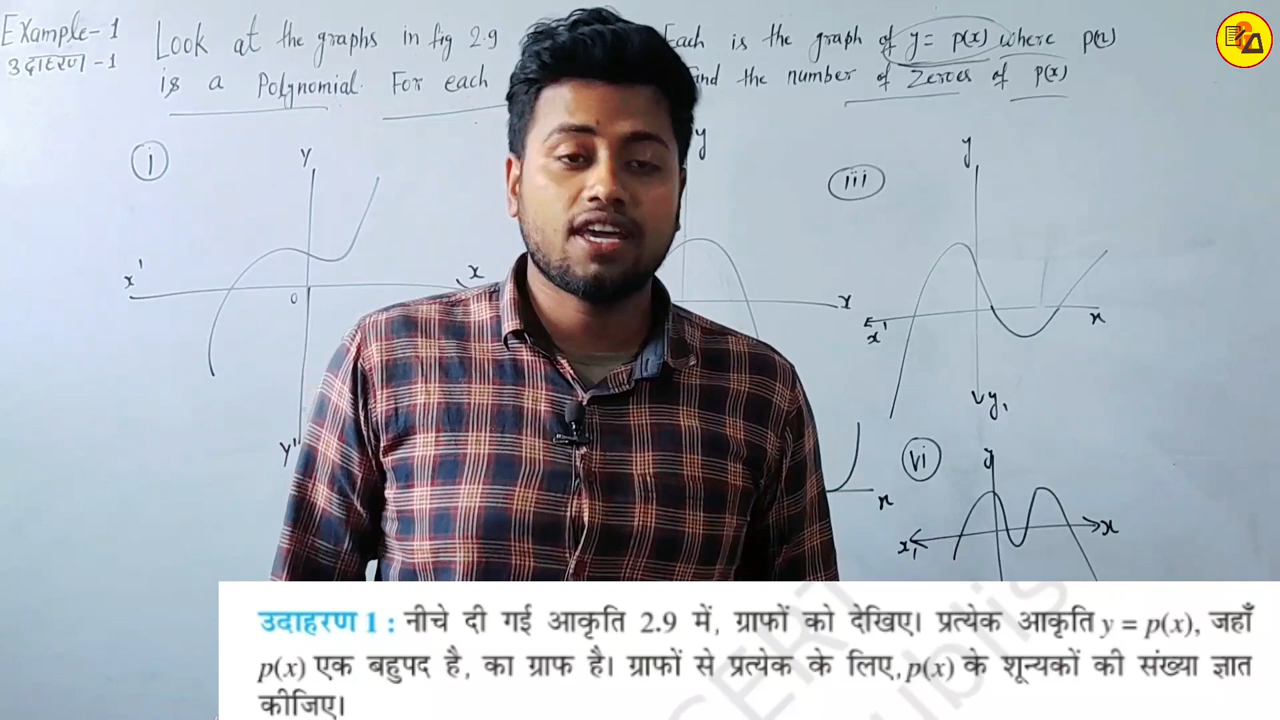 Example-1
उदाहरण-1
Look at the graphs in fig 2.9 Each is the graph of y = p(x) where p(x)
is a Polynomial. For each find the number of Zeroes of p(x)
i
y
x'
x
o
y'
y
x
iii
y
x'
x
y,
x
vi
y
x,
x
उदाहरण 1 : नीचे दी गई आकृति 2.9 में, ग्राफों को देखिए। प्रत्येक आकृति y = p(x), जहाँ
p(x) एक बहुपद है, का ग्राफ है। ग्राफों से प्रत्येक के लिए, p(x) के शून्यकों की संख्या ज्ञात
कीजिए।